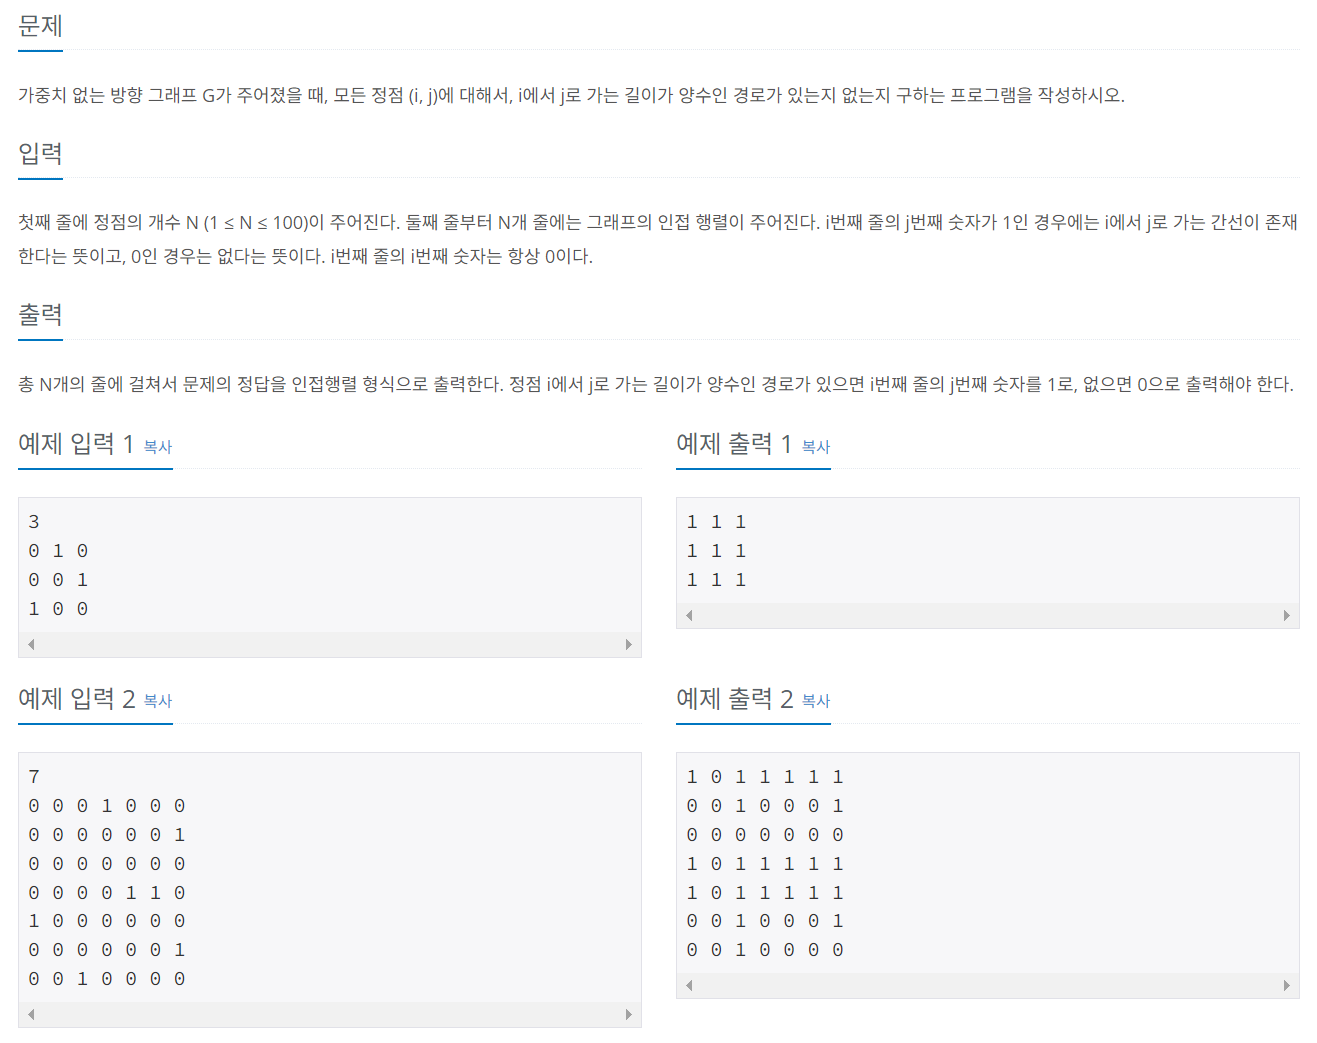 문제
가중치 없는 방향 그래프 G가 주어졌을 때, 모든 정점 (i, j)에 대해서, i에서 j로 가는 길이가 양수인 경로가 있는지 없는지 구하는 프로그램을 작성하시오.
입력
첫째 줄에 정점의 개수 N (1 ≤ N ≤ 100)이 주어진다. 둘째 줄부터 N개 줄에는 그래프의 인접 행렬이 주어진다. i번째 줄의 j번째 숫자가 1인 경우에는 i에서 j로 가는 간선이 존재
한다는 뜻이고, 0인 경우는 없다는 뜻이다. i번째 줄의 i번째 숫자는 항상 0이다.
출력
총 N개의 줄에 걸쳐서 문제의 정답을 인접행렬 형식으로 출력한다. 정점 i에서 j로 가는 길이가 양수인 경로가 있으면 i번째 줄의 j번째 숫자를 1로, 없으면 0으로 출력해야 한다.
예제 입력 1 복사
3
0 1 0
0 0 1
1 0 0
예제 출력 1 복사
1 1 1
1 1 1
1 1 1
예제 입력 2 복사
7
0 0 0 1 0 0 0
0 0 0 0 0 0 1
0 0 0 0 0 0 0
0 0 0 0 1 1 0
1 0 0 0 0 0 0
0 0 0 0 0 0 1
0 0 1 0 0 0 0
예제 출력 2 복사
1 0 1 1 1 1 1
0 0 1 0 0 0 1
0 0 0 0 0 0 0
1 0 1 1 1 1 1
1 0 1 1 1 1 1
0 0 1 0 0 0 1
0 0 1 0 0 0 0